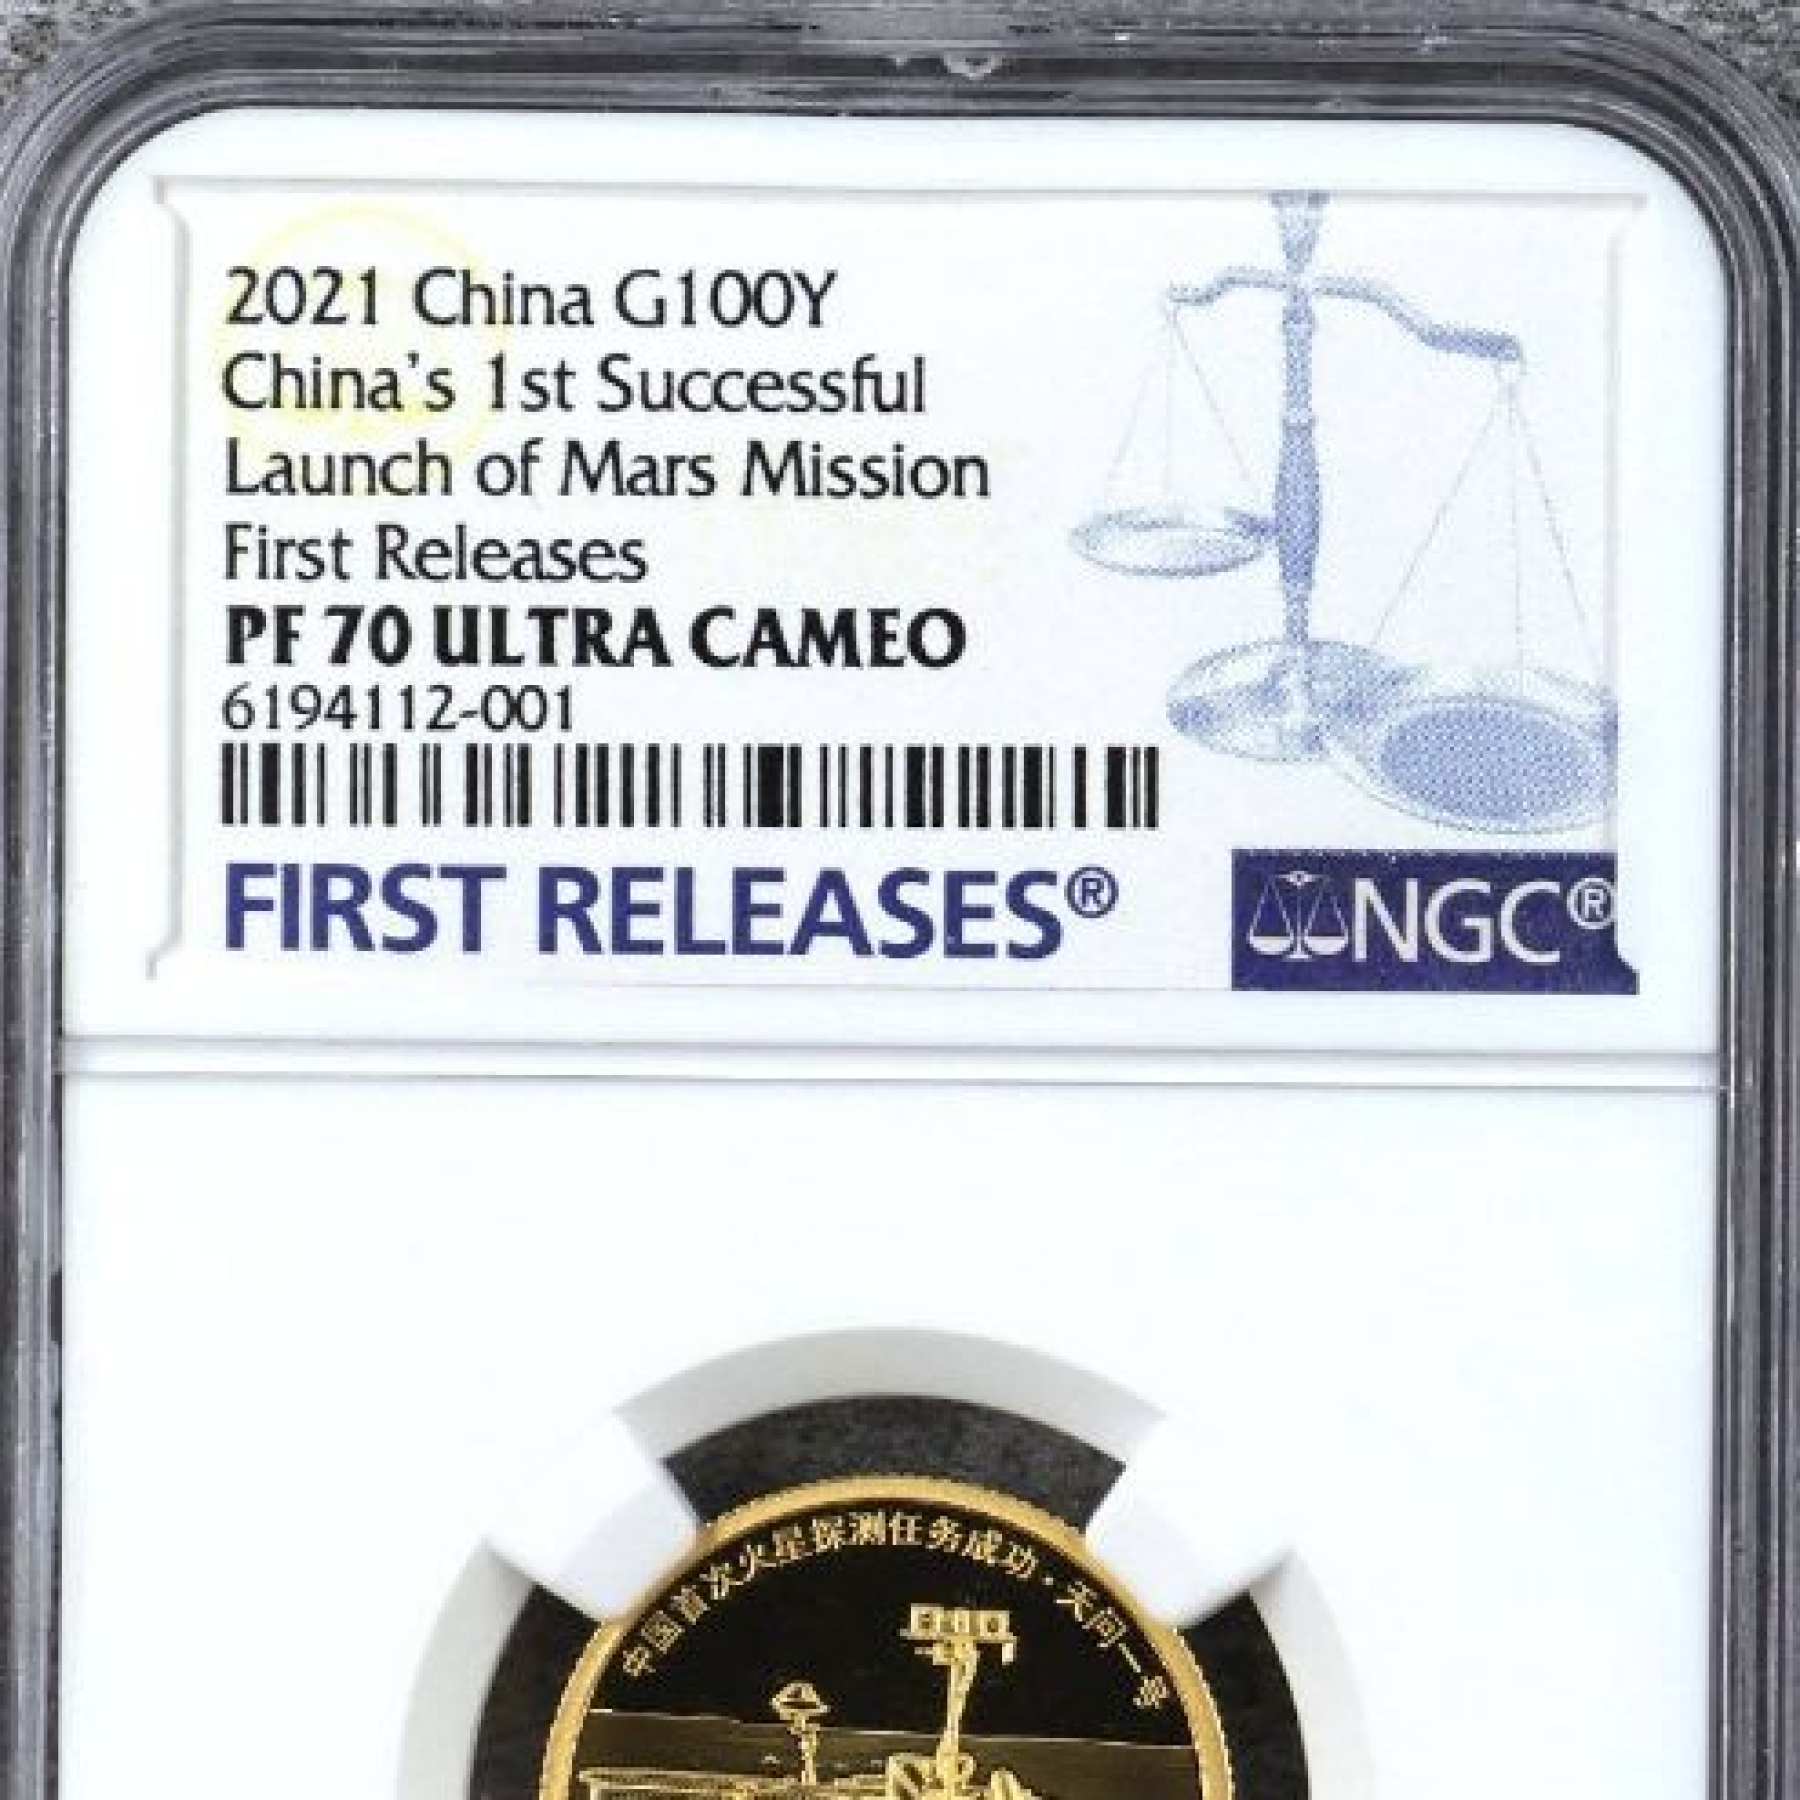 2021 China G100Y
China's 1st Successful
Launch of Mars Mission
First Releases
PF 70 ULTRA CAMEO
6194112-001
FIRST RELEASES®
NGC®
中国首次火星探测任务成功·天问一号